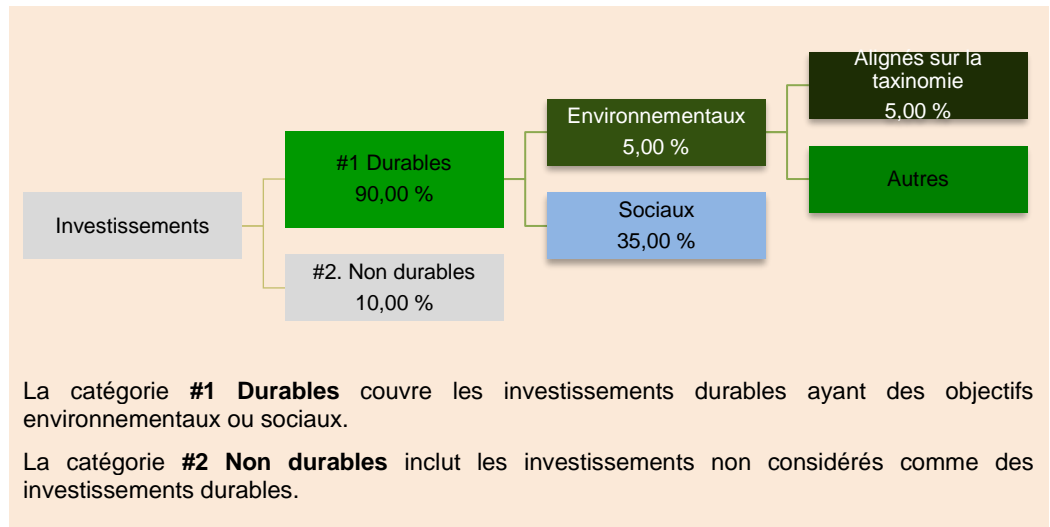 Investissements
#1 Durables
90,00 %
#2. Non durables
10,00 %
Environnementaux
5,00 %
Sociaux
35,00 %
Alignés sur la
taxinomie
5,00 %
Autres
La catégorie #1 Durables couvre les investissements durables ayant des objectifs
environnementaux ou sociaux.
La catégorie #2 Non durables inclut les investissements non considérés comme des
investissements durables.